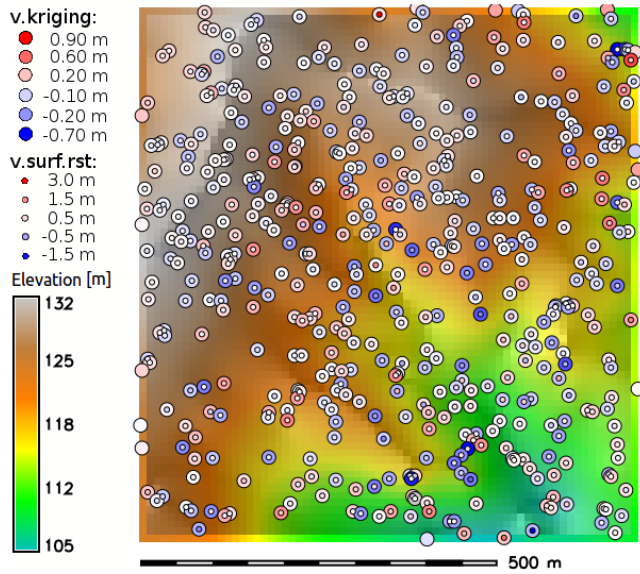 v.kriging:
0.90 m
0.60 m
0.20 m
-0.10 m
-0.20 m
-0.70 m
v.surf.rst:
3.0 m
1.5 m
0.5 m
-0.5 m
-1.5 m
Elevation [m]
132
125
118
112
105
500 m